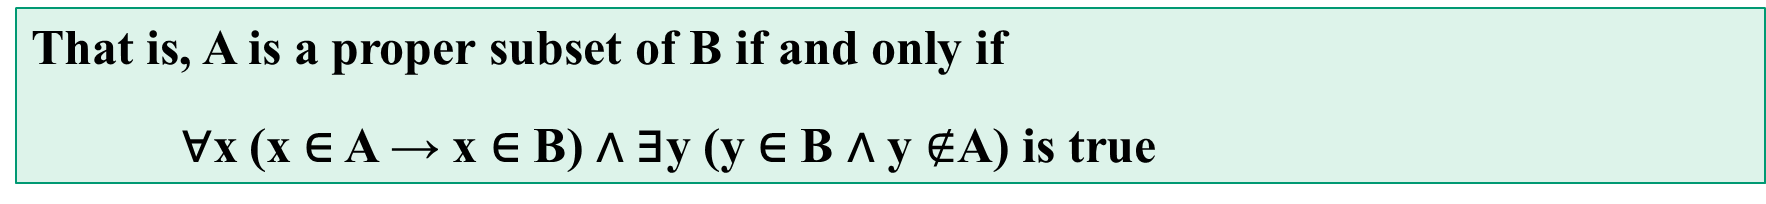 That is, A is a proper subset of B if and only if
∀x (x ∈ A → x ∈ B) ∧ ∃y (y ∈ B ∧ y ∉A) is true